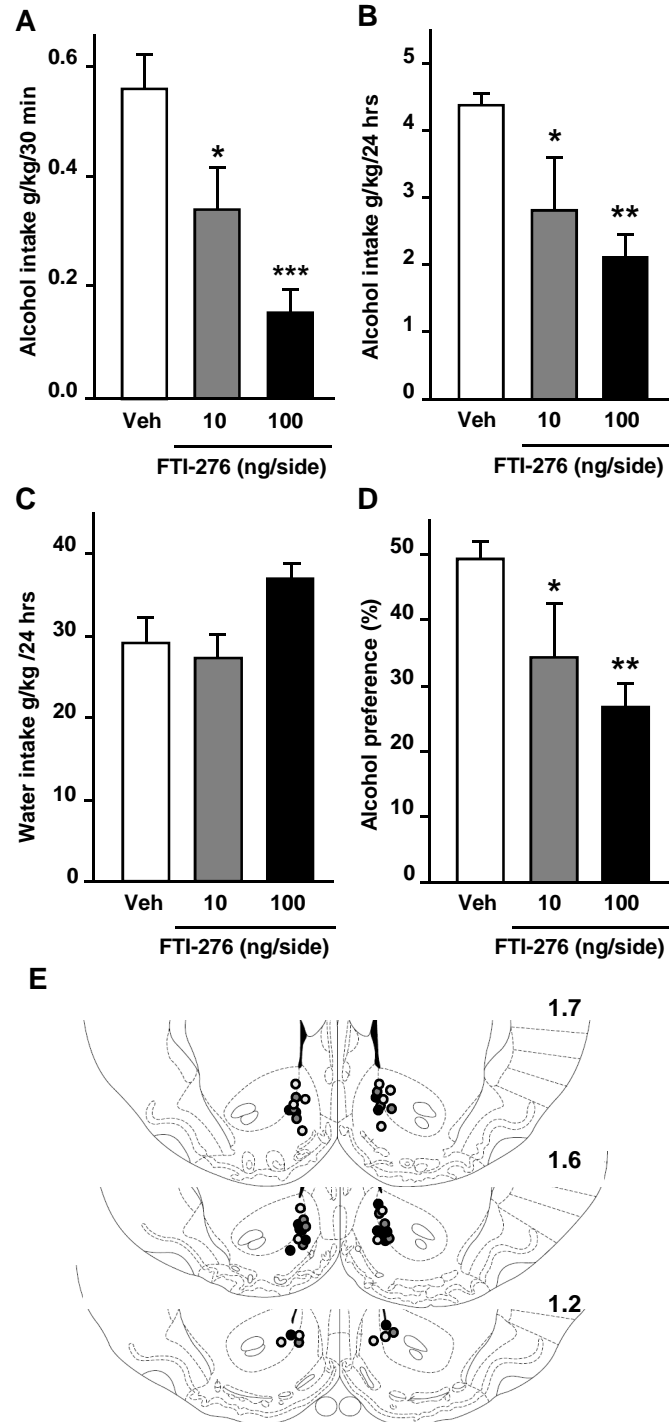 A
Alcohol intake g/kg/30 min
0.6
0.4
0.2
0.0
*
***
Veh
10
100
FTI-276 (ng/side)
B
Alcohol intake g/kg/24 hrs
5
4
3
2
1
0
*
**
Veh
10
100
FTI-276 (ng/side)
C
Water intake g/kg /24 hrs
40
30
20
10
0
Veh
10
100
FTI-276 (ng/side)
D
Alcohol preference (%)
50
40
30
20
10
0
*
**
Veh
10
100
FTI-276 (ng/side)
E
1.7
1.6
1.2